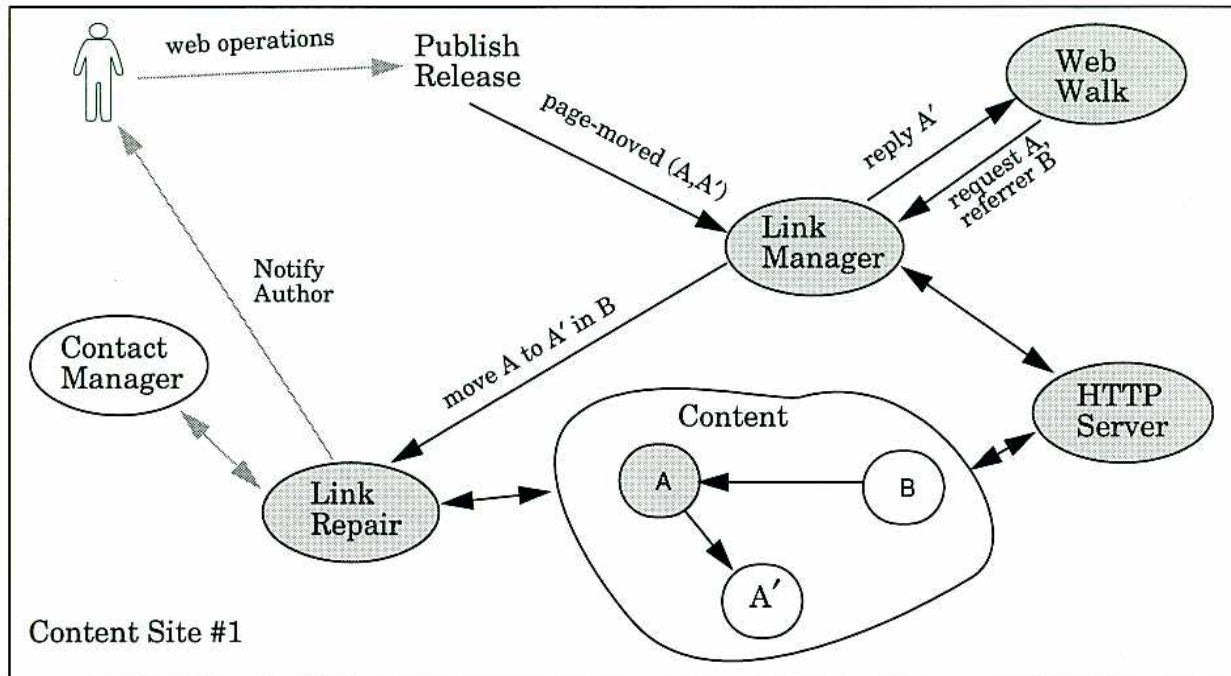 web operations
Publish
Release
Web
Walk
page-moved (A,A′)
reply A′
request A,
referrer B
Link
Manager
Notify
Author
Contact
Manager
move A to A′ in B
Content
HTTP
Server
A
B
Link
Repair
A′
Content Site #1